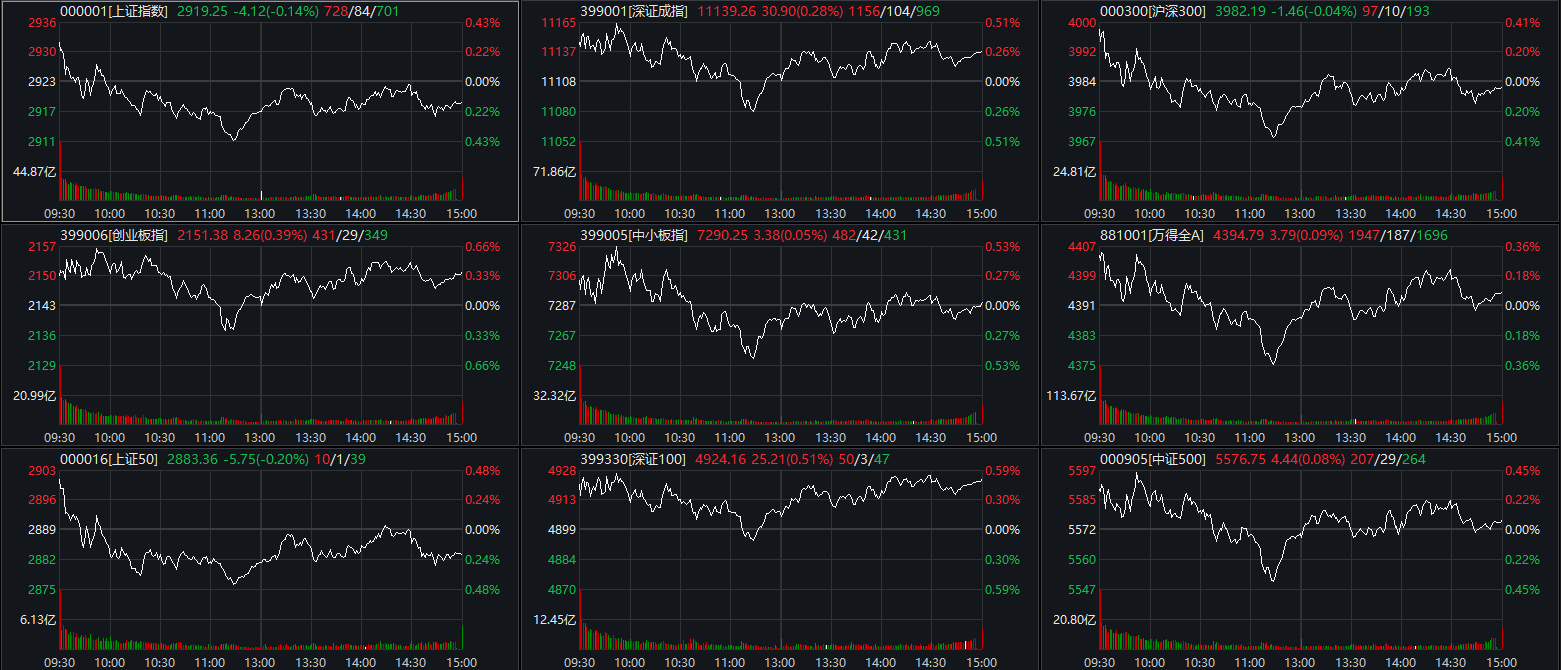 000001[上证指数] 2919.25 -4.12(-0.14%) 728/84/701
2936 0.43%
2930 0.22%
2923 0.00%
2917 0.22%
2911 0.43%
44.87亿
09:30 10:00 10:30 11:00 13:00 13:30 14:00 14:30 15:00
399001[深证成指] 11139.26 30.90(0.28%) 1156/104/969
11165 0.51%
11137 0.26%
11108 0.00%
11080 0.26%
11052 0.51%
71.86亿
09:30 10:00 10:30 11:00 13:00 13:30 14:00 14:30 15:00
000300[沪深300] 3982.19 -1.46(-0.04%) 97/10/193
4000 0.41%
3992 0.20%
3984 0.00%
3976 0.20%
3967 0.41%
24.81亿
09:30 10:00 10:30 11:00 13:00 13:30 14:00 14:30 15:00
399006[创业板指] 2151.38 8.26(0.39%) 431/29/349
2157 0.66%
2150 0.33%
2143 0.00%
2136 0.33%
2129 0.66%
20.99亿
09:30 10:00 10:30 11:00 13:00 13:30 14:00 14:30 15:00
399005[中小板指] 7290.25 3.38(0.05%) 482/42/431
7326 0.53%
7306 0.27%
7287 0.00%
7267 0.27%
7248 0.53%
32.32亿
09:30 10:00 10:30 11:00 13:00 13:30 14:00 14:30 15:00
881001[万得全A] 4394.79 3.79(0.09%) 1947/187/1696
4407 0.36%
4399 0.18%
4391 0.00%
4383 0.18%
4375 0.36%
113.67亿
09:30 10:00 10:30 11:00 13:00 13:30 14:00 14:30 15:00
000016[上证50] 2883.36 -5.75(-0.20%) 10/1/39
2903 0.48%
2896 0.24%
2889 0.00%
2882 0.24%
2875 0.48%
6.13亿
09:30 10:00 10:30 11:00 13:00 13:30 14:00 14:30 15:00
399330[深证100] 4924.16 25.21(0.51%) 50/3/47
4928 0.59%
4913 0.30%
4899 0.00%
4884 0.30%
4870 0.59%
12.45亿
09:30 10:00 10:30 11:00 13:00 13:30 14:00 14:30 15:00
000905[中证500] 5576.75 4.44(0.08%) 207/29/264
5597 0.45%
5585 0.22%
5572 0.00%
5560 0.22%
5547 0.45%
20.80亿
09:30 10:00 10:30 11:00 13:00 13:30 14:00 14:30 15:00